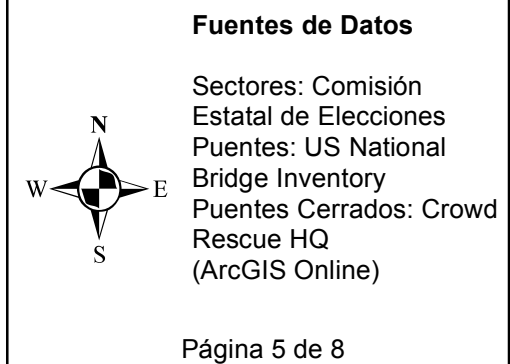 Fuentes de Datos
Sectores: Comisión
Estatal de Elecciones
Puentes: US National
Bridge Inventory
Puentes Cerrados: Crowd
Rescue HQ
(ArcGIS Online)
N
W
E
S
Página 5 de 8